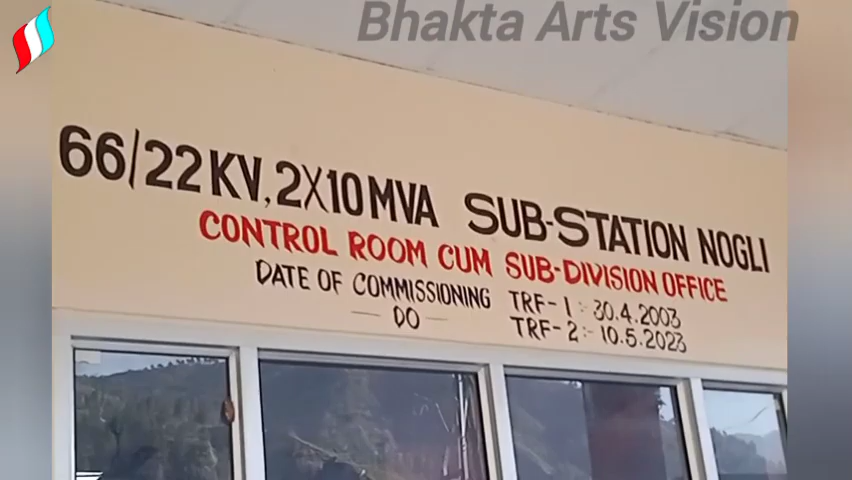 Bhakta Arts Vision
66/22 KV, 2X10 MVA SUB-STATION NOGLI
CONTROL ROOM CUM SUB-DIVISION OFFICE
DATE OF COMMISSIONING TRF-1:- 30.4.2003
— DO — TRF-2:- 10.5.2023